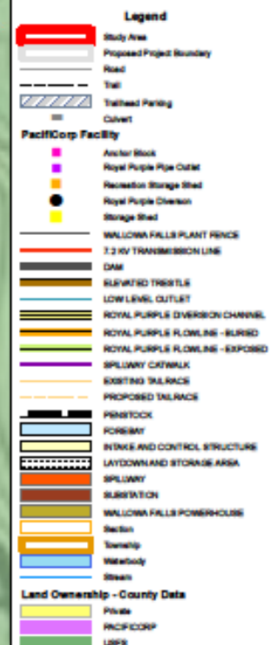 Legend
Study Area
Proposed Project Boundary
Road
Trail
Trailhead Parking
Culvert
PacifiCorp Facility
Anchor Block
Royal Purple Pipe Outlet
Recreation Storage Shed
Royal Purple Diversion
Storage Shed
WALLOWA FALLS PLANT FENCE
7.2 KV TRANSMISSION LINE
DAM
ELEVATED TRESTLE
LOW LEVEL OUTLET
ROYAL PURPLE DIVERSION CHANNEL
ROYAL PURPLE FLOWLINE - BURIED
ROYAL PURPLE FLOWLINE - EXPOSED
SPILLWAY CATWALK
EXISTING TAILRACE
PROPOSED TAILRACE
PENSTOCK
FOREBAY
INTAKE AND CONTROL STRUCTURE
LAYDOWN AND STORAGE AREA
SPILLWAY
SUBSTATION
WALLOWA FALLS POWERHOUSE
Section
Township
Waterbody
Stream
Land Ownership - County Data
Private
PACIFICORP
USFS